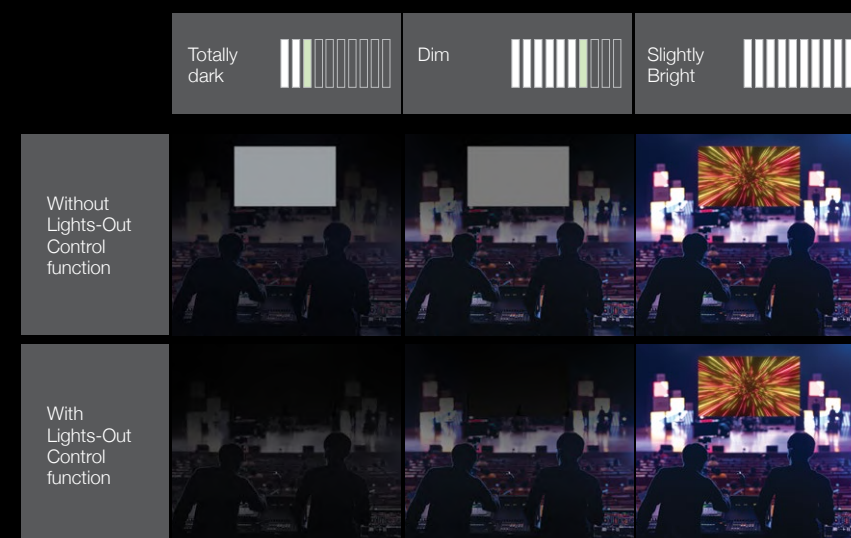 Totally
dark
Dim
Slightly
Bright
Without
Lights-Out
Control
function
With
Lights-Out
Control
function